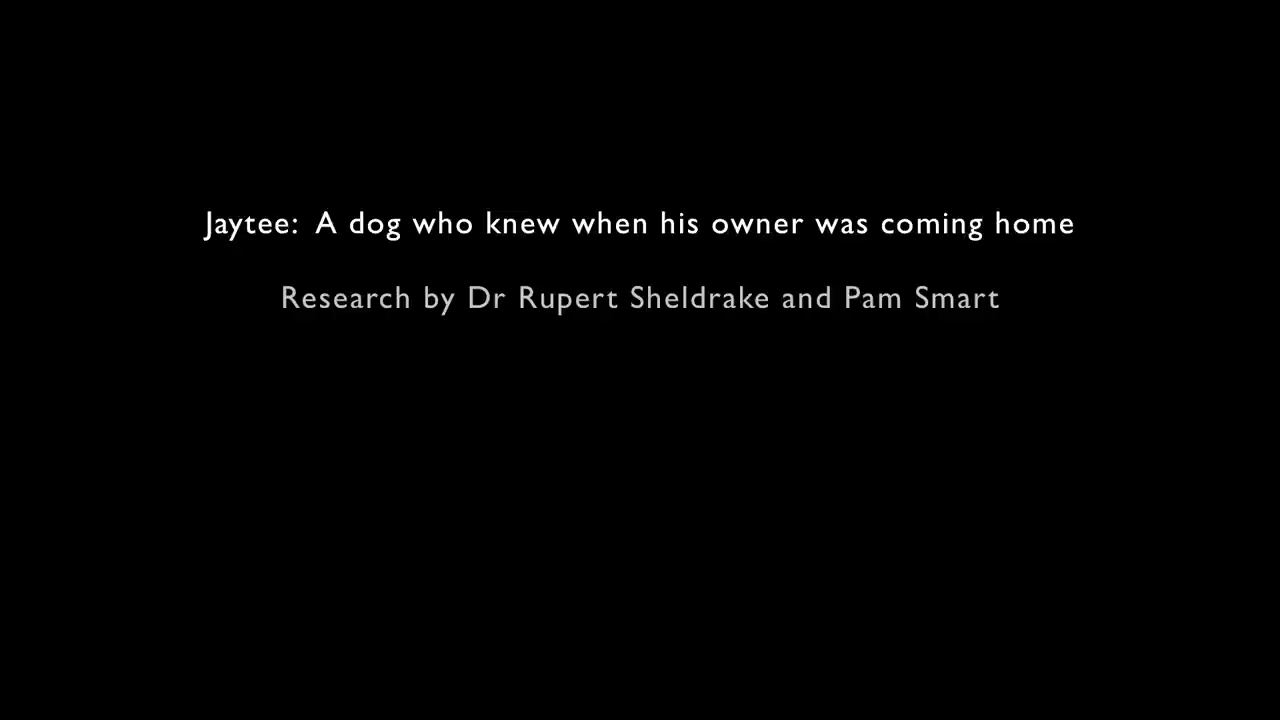 Jaytee: A dog who knew when his owner was coming home
Research by Dr Rupert Sheldrake and Pam Smart